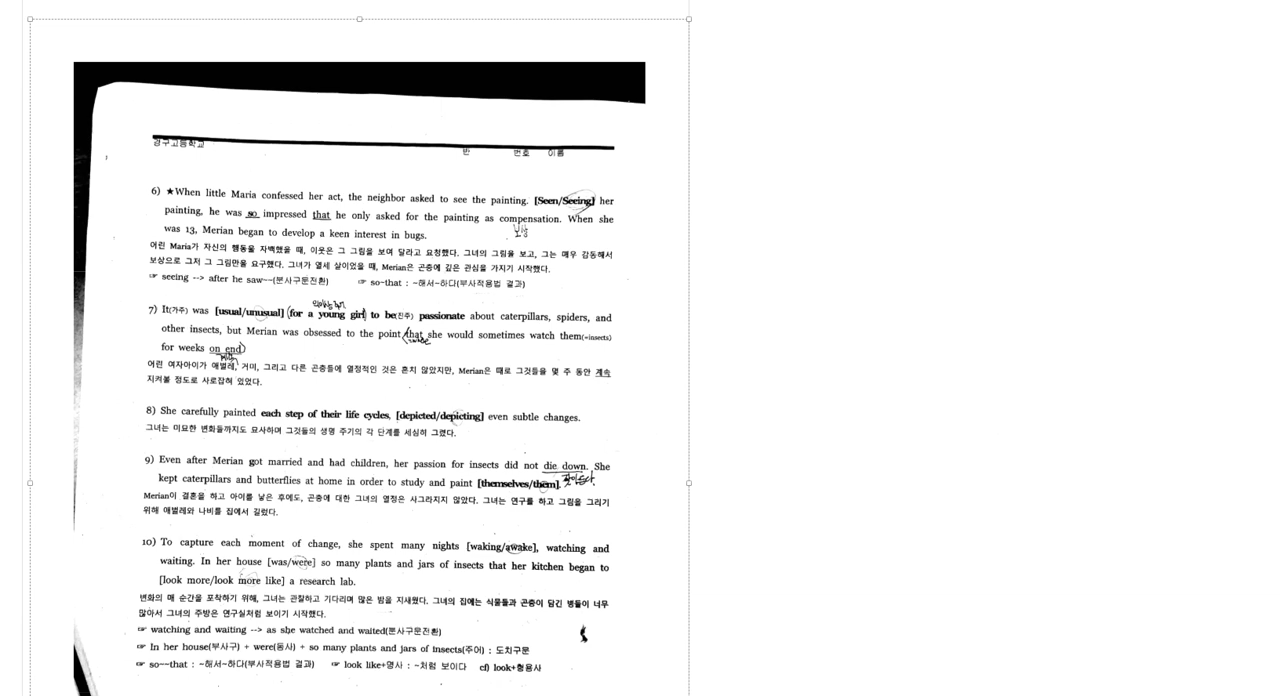 경구고등학교
반 번호 이름
6) ★When little Maria confessed her act, the neighbor asked to see the painting. [Seen/Seeing] her
painting, he was so impressed that he only asked for the painting as compensation. When she
보상
was 13, Merian began to develop a keen interest in bugs.
어린 Maria가 자신의 행동을 자백했을 때, 이웃은 그 그림을 보여 달라고 요청했다. 그녀의 그림을 보고, 그는 매우 감동해서
보상으로 그저 그 그림만을 요구했다. 그녀가 열세 살이었을 때, Merian은 곤충에 깊은 관심을 가지기 시작했다.
☞ seeing --> after he saw~~(분사구문전환) ☞ so~that : ~해서~하다(부사적용법 결과)
의미상 주어
7) It(가주) was [usual/unusual] (for a young girl) to be(진주) passionate about caterpillars, spiders, and
other insects, but Merian was obsessed to the point (that she would sometimes watch them(=insects)
for weeks on end)
계속
어린 여자아이가 애벌레, 거미, 그리고 다른 곤충들에 열정적인 것은 흔치 않았지만, Merian은 때로 그것들을 몇 주 동안 계속
지켜볼 정도로 사로잡혀 있었다.
8) She carefully painted each step of their life cycles, [depicted/depicting] even subtle changes.
그녀는 미묘한 변화들까지도 묘사하며 그것들의 생명 주기의 각 단계를 세심히 그렸다.
9) Even after Merian got married and had children, her passion for insects did not die down. She
kept caterpillars and butterflies at home in order to study and paint [themselves/them].
Merian이 결혼을 하고 아이를 낳은 후에도, 곤충에 대한 그녀의 열정은 사그라지지 않았다. 그녀는 연구를 하고 그림을 그리기
위해 애벌레와 나비를 집에서 길렀다.
10) To capture each moment of change, she spent many nights [waking/awake], watching and
waiting. In her house [was/were] so many plants and jars of insects that her kitchen began to
[look more/look more like] a research lab.
변화의 매 순간을 포착하기 위해, 그녀는 관찰하고 기다리며 많은 밤을 지새웠다. 그녀의 집에는 식물들과 곤충이 담긴 병들이 너무
많아서 그녀의 주방은 연구실처럼 보이기 시작했다.
☞ watching and waiting --> as she watched and waited(분사구문전환)
☞ In her house(부사구) + were(동사) + so many plants and jars of insects(주어) : 도치구문
☞ so~~that : ~해서~하다(부사적용법 결과) ☞ look like+명사 : ~처럼 보이다 cf) look+형용사